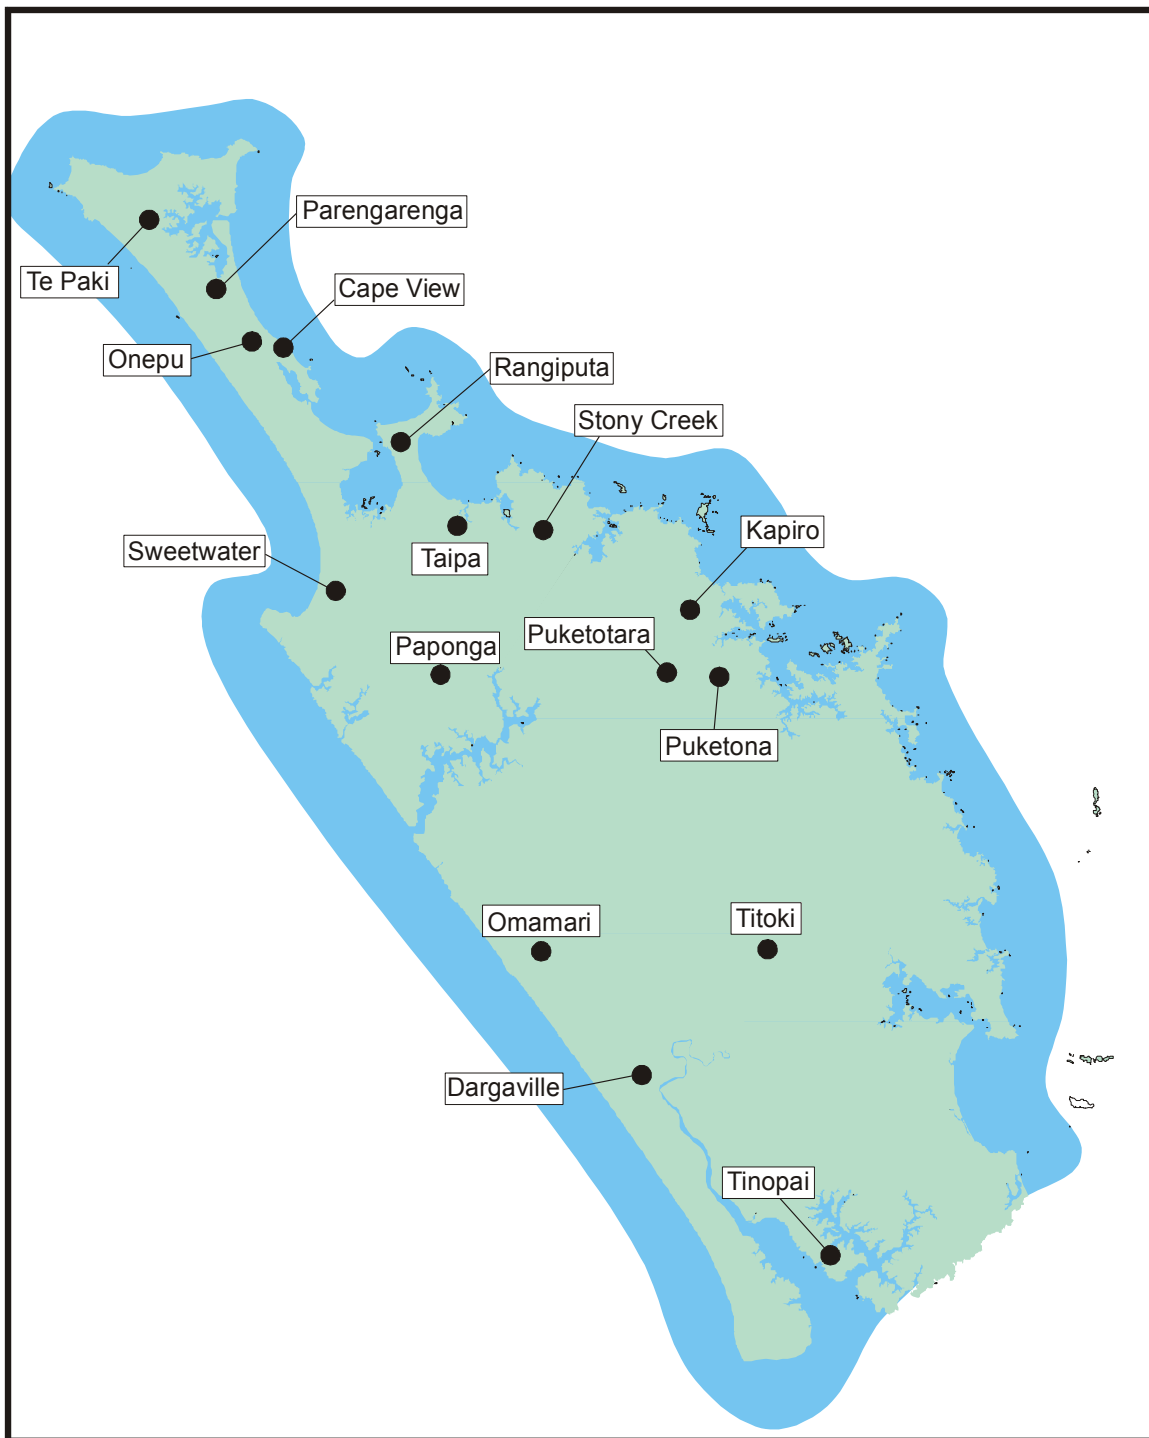 Parengarenga
Te Paki
Cape View
Onepu
Rangiputa
Stony Creek
Kapiro
Sweetwater
Taipa
Puketotara
Paponga
Puketona
Omamari
Titoki
Dargaville
Tinopai